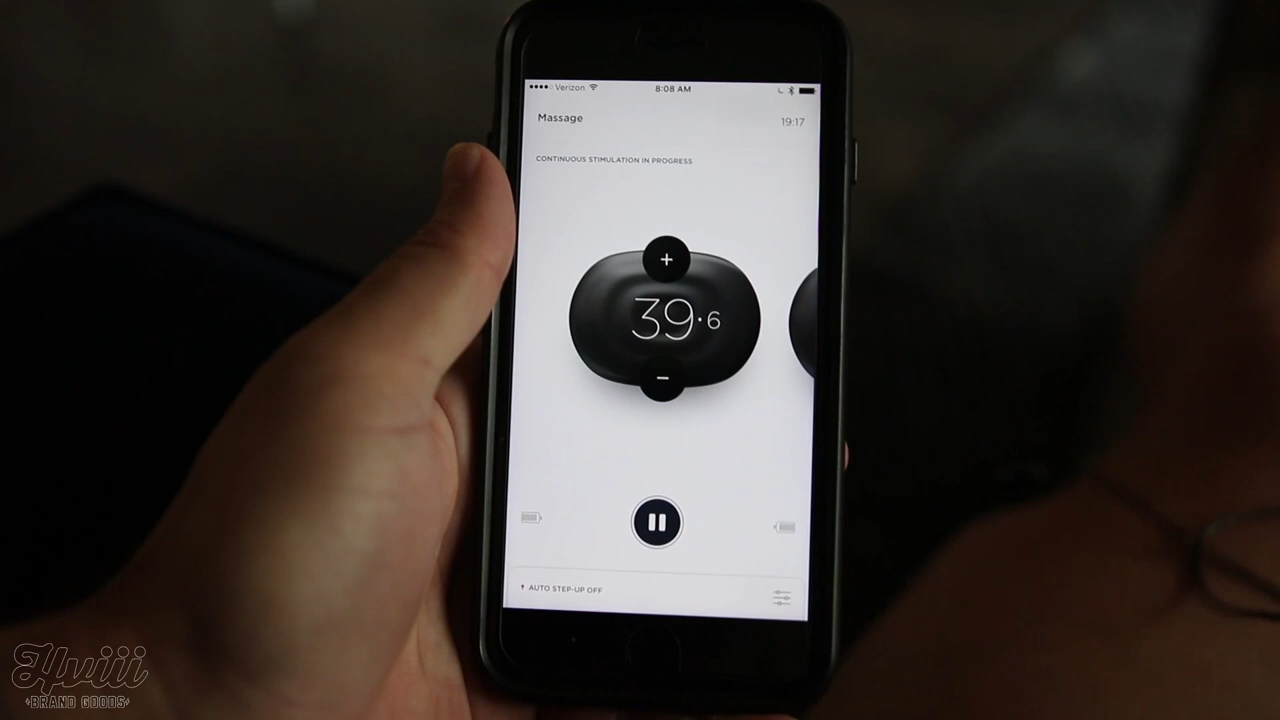 Verizon 8:08 AM
Massage 19:17
CONTINUOUS STIMULATION IN PROGRESS
+
39.6
−
AUTO STEP-UP OFF
Hviii
BRAND GOODS